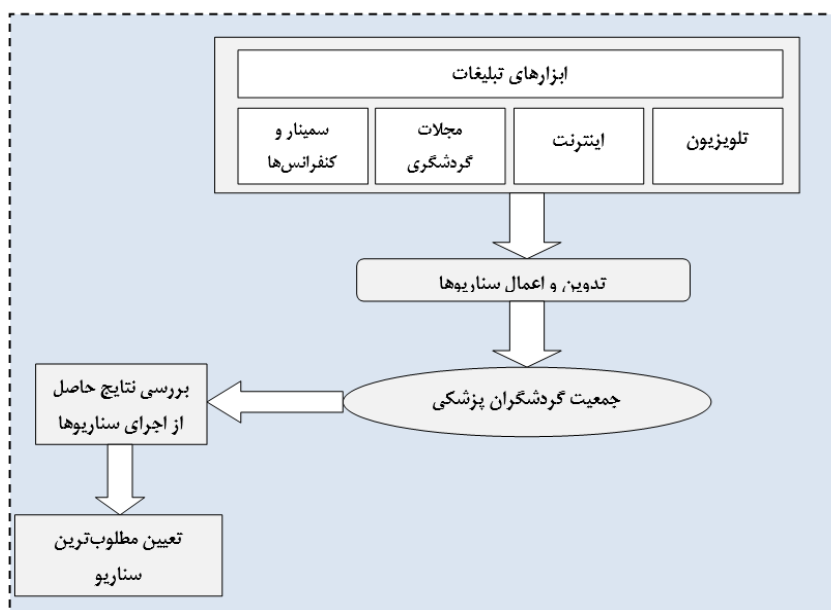 ابزارهای تبلیغات
تلویزیون
اینترنت
مجلات
گردشگری
سمینار و
کنفرانس‌ها
تدوین و اعمال سناریوها
جمعیت گردشگران پزشکی
بررسی نتایج حاصل
از اجرای سناریوها
تعیین مطلوب‌ترین
سناریو